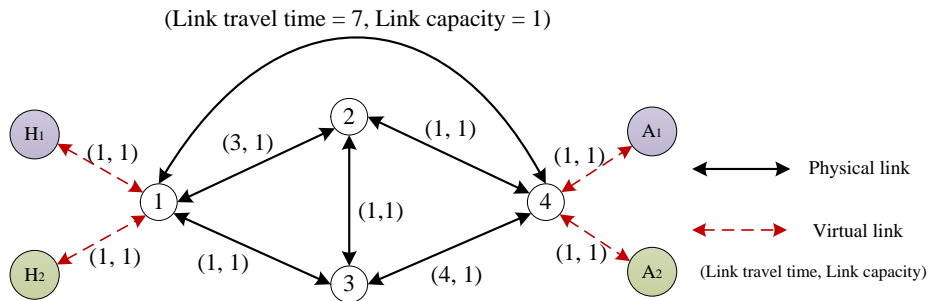 (Link travel time = 7, Link capacity = 1)
H1
(1, 1)
(3, 1)
2
(1, 1)
(1, 1)
A1
Physical link
1
(1,1)
4
Virtual link
H2
(1, 1)
(1, 1)
3
(4, 1)
(1, 1)
A2
(Link travel time, Link capacity)